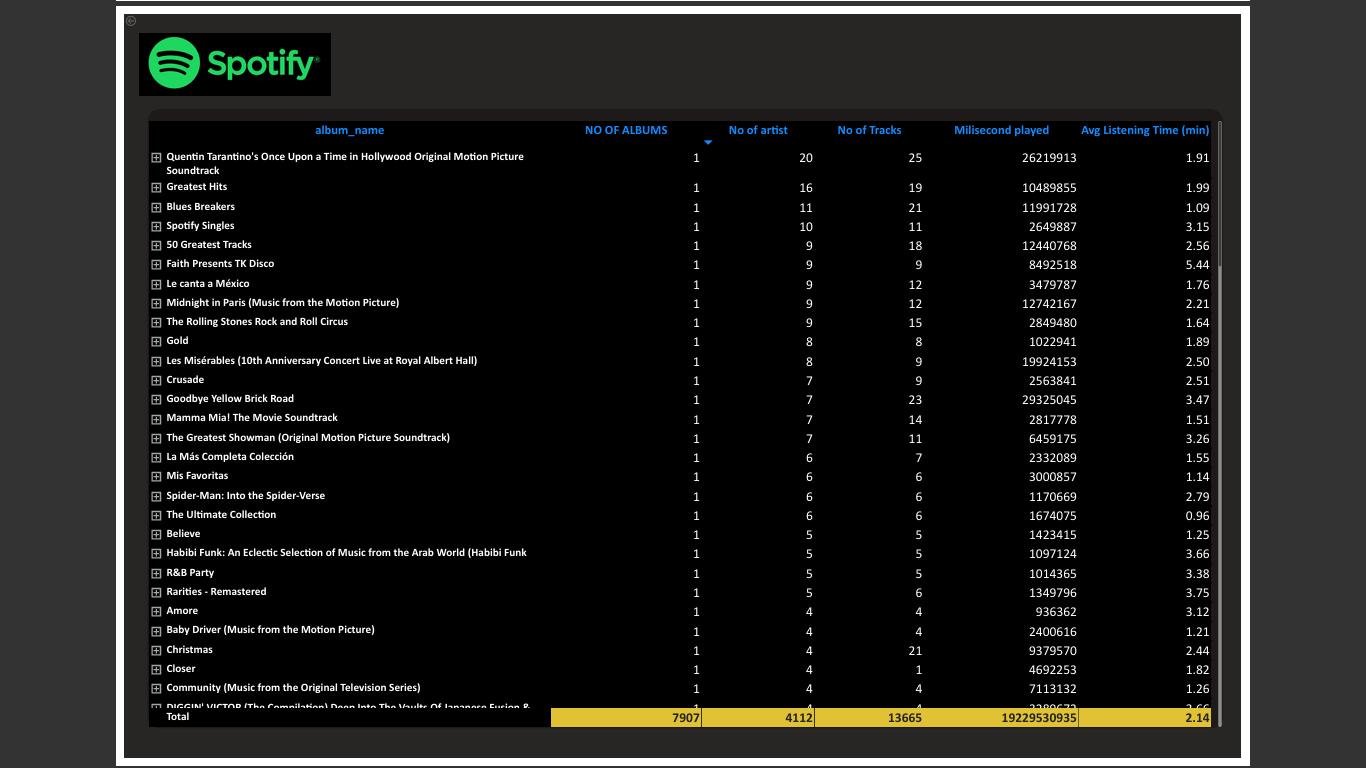 Spotify®
album_name NO OF ALBUMS No of artist No of Tracks Milisecond played Avg Listening Time (min)
Quentin Tarantino's Once Upon a Time in Hollywood Original Motion Picture 1 20 25 26219913 1.91
Soundtrack
Greatest Hits 1 16 19 10489855 1.99
Blues Breakers 1 11 21 11991728 1.09
Spotify Singles 1 10 11 2649887 3.15
50 Greatest Tracks 1 9 18 12440768 2.56
Faith Presents TK Disco 1 9 9 8492518 5.44
Le canta a México 1 9 12 3479787 1.76
Midnight in Paris (Music from the Motion Picture) 1 9 12 12742167 2.21
The Rolling Stones Rock and Roll Circus 1 9 15 2849480 1.64
Gold 1 8 8 1022941 1.89
Les Misérables (10th Anniversary Concert Live at Royal Albert Hall) 1 8 9 19924153 2.50
Crusade 1 7 9 2563841 2.51
Goodbye Yellow Brick Road 1 7 23 29325045 3.47
Mamma Mia! The Movie Soundtrack 1 7 14 2817778 1.51
The Greatest Showman (Original Motion Picture Soundtrack) 1 7 11 6459175 3.26
La Más Completa Colección 1 6 7 2332089 1.55
Mis Favoritas 1 6 6 3000857 1.14
Spider-Man: Into the Spider-Verse 1 6 6 1170669 2.79
The Ultimate Collection 1 6 6 1674075 0.96
Believe 1 5 5 1423415 1.25
Habibi Funk: An Eclectic Selection of Music from the Arab World (Habibi Funk 1 5 5 1097124 3.66
R&B Party 1 5 5 1014365 3.38
Rarities - Remastered 1 5 6 1349796 3.75
Amore 1 4 4 936362 3.12
Baby Driver (Music from the Motion Picture) 1 4 4 2400616 1.21
Christmas 1 4 21 9379570 2.44
Closer 1 4 1 4692253 1.82
Community (Music from the Original Television Series) 1 4 4 7113132 1.26
DIGGIN' VICTOR (The Compilation) Deep Into The Vaults Of Japanese Fusion & 1 4 4
Total 7907 4112 13665 19229530935 2.14